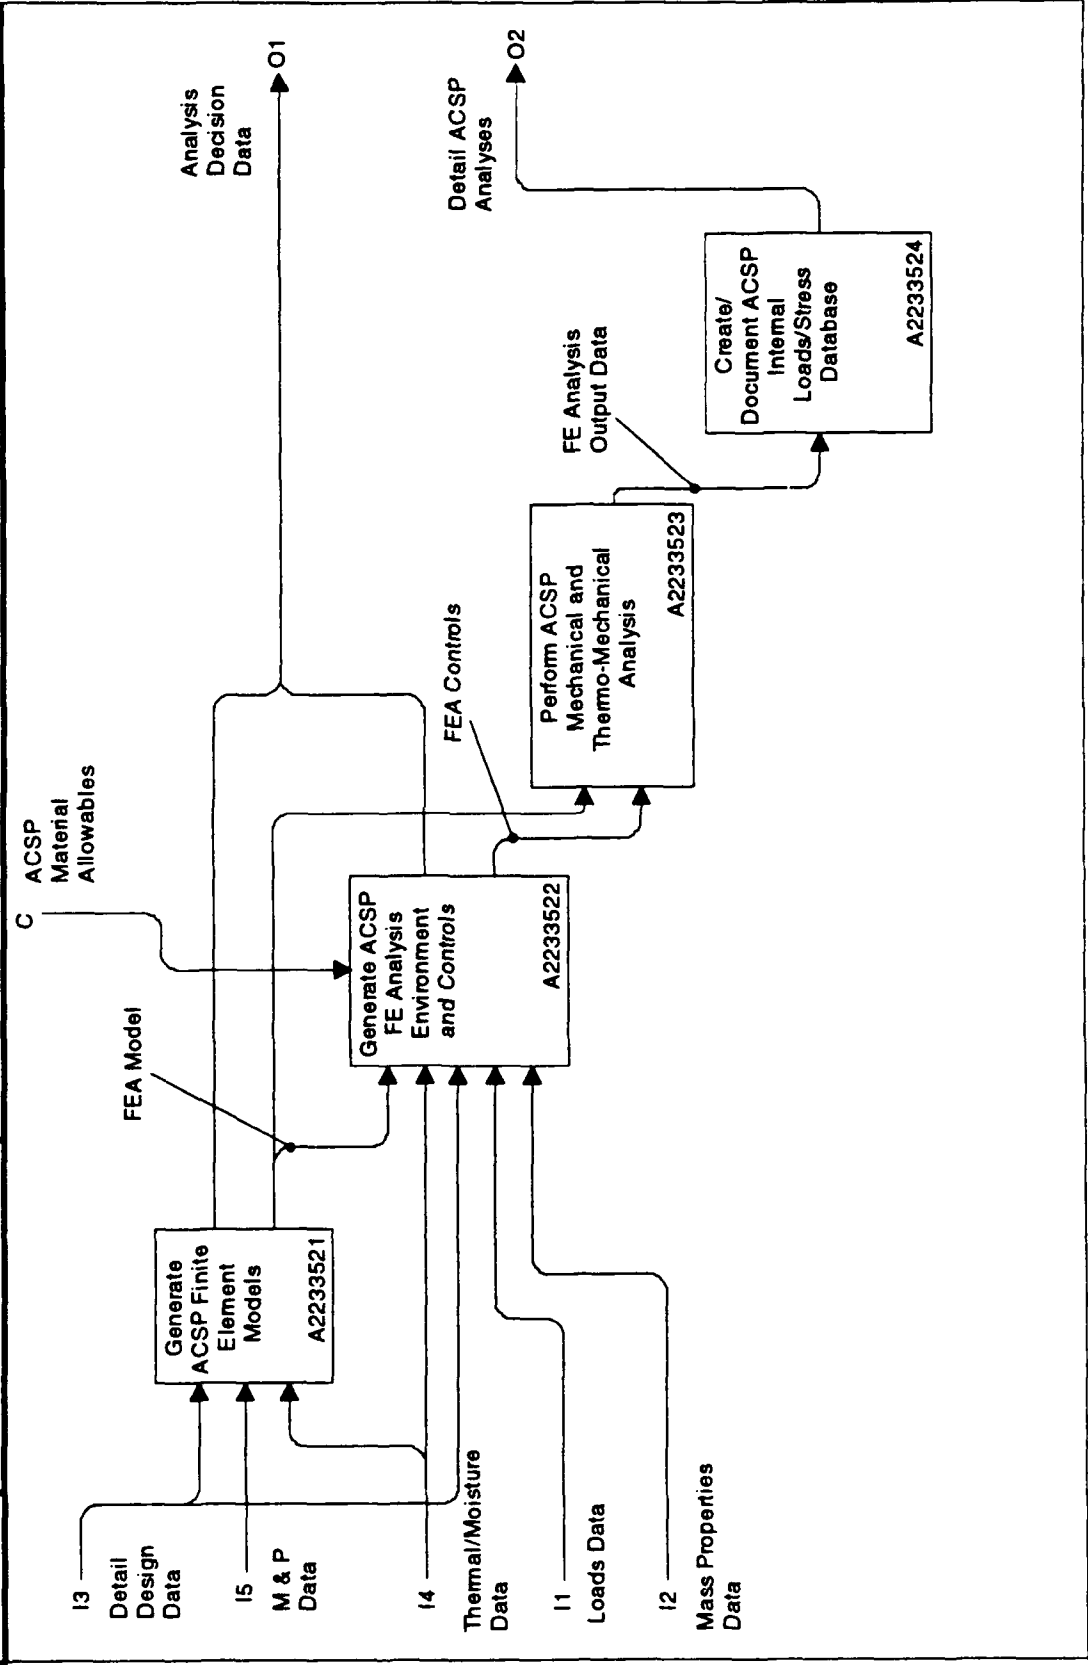 C
ACSP
Material
Allowables
Analysis
Decision
Data
O1
Detail ACSP
Analyses
O2
I3
Detail
Design
Data
I5
M & P
Data
I4
Thermal/Moisture
Data
I1
Loads Data
I2
Mass Properties
Data
Generate
ACSP Finite
Element
Models
A2233521
FEA Model
Generate ACSP
FE Analysis
Environment
and Controls
A2233522
FEA Controls
Perform ACSP
Mechanical and
Thermo-Mechanical
Analysis
A2233523
FE Analysis
Output Data
Create/
Document ACSP
Internal
Loads/Stress
Database
A2233524